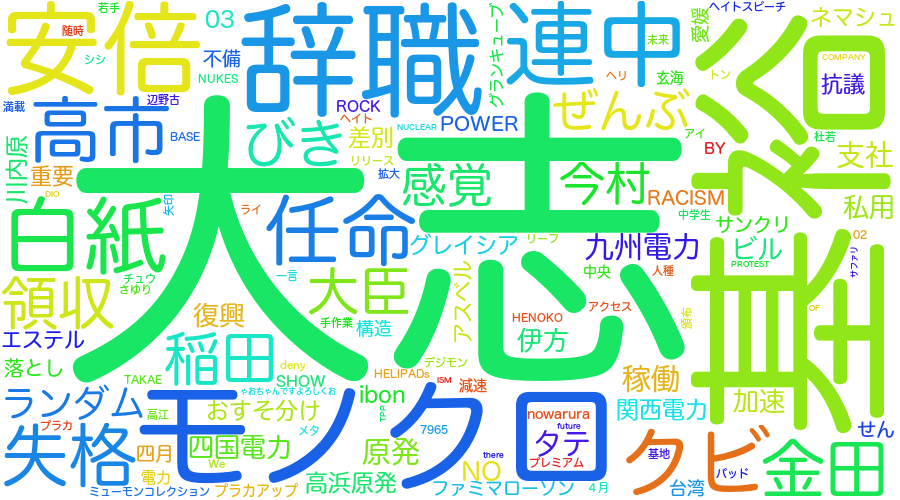 安倍
03
若手
随時
シシ
不備
NUKES
辞職
グランキューブ
連中
未来
愛媛
ヘイトスピーチ
ネマシュ
COMPANY
ロ
抗議
松
満載
辺野古
高市
BASE
ROCK
ヘイト
POWER
NUCLEAR
ぜんぶ
ヘリ
玄海
トン
アイ
杜若
BY
支社
川内原
重要
DIO
びき
差別
リリース
拡大
感覚
今村
RACISM
中学生
私用
大志
白紙
矢印
ライ
任命
グレイシア
リーフ
九州電力
サンクリ
ビル
PROTEST
02
サファリ
領収
チュウ
さゆり
一言
大臣
アスベル
中央
人種
エステル
復興
手作業
構造
HENOKO
アクセス
頒布
OF
基
落とし
稲田
deny
デジモン
伊方
TAKAE
SHOW
HELIPADs
ISM
減速
稼働
ランダム
高江
モノクロ
ゃおちゃんですよろしくお
ibon
TPP
nowarura
future
関西電力
加速
おすそ分け
メタ
7965
プラカ
失格
四月
電力
四国電力
We
原発
there
タテ
プレミアム
クビ
基地
バッド
せん
金田
ミューモンコレクション
プラカアップ
高浜原発
NO
ファミマローソン
4月
台湾